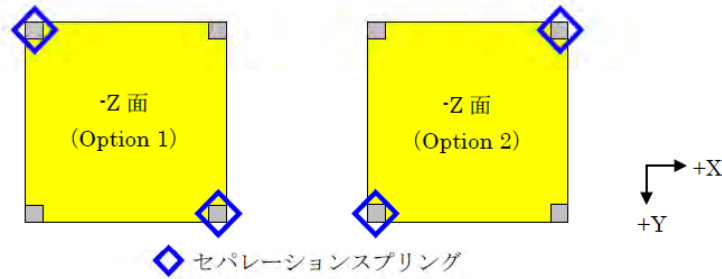 -Z 面
(Option 1)
-Z 面
(Option 2)
+X
+Y
セパレーションスプリング